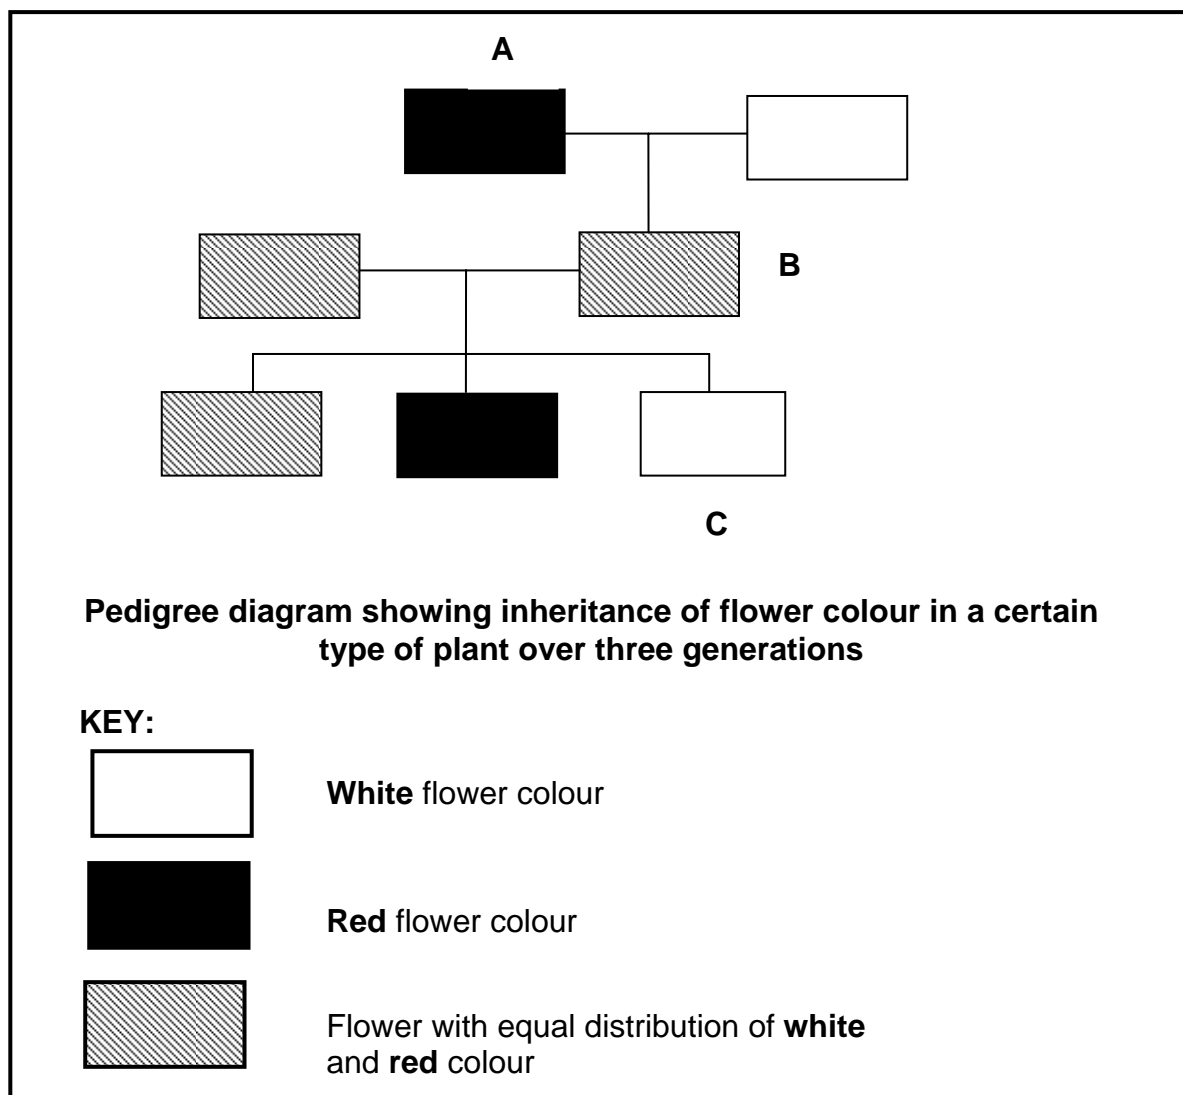 A
B
C
Pedigree diagram showing inheritance of flower colour in a certain
type of plant over three generations
KEY:
White flower colour
Red flower colour
Flower with equal distribution of white
and red colour